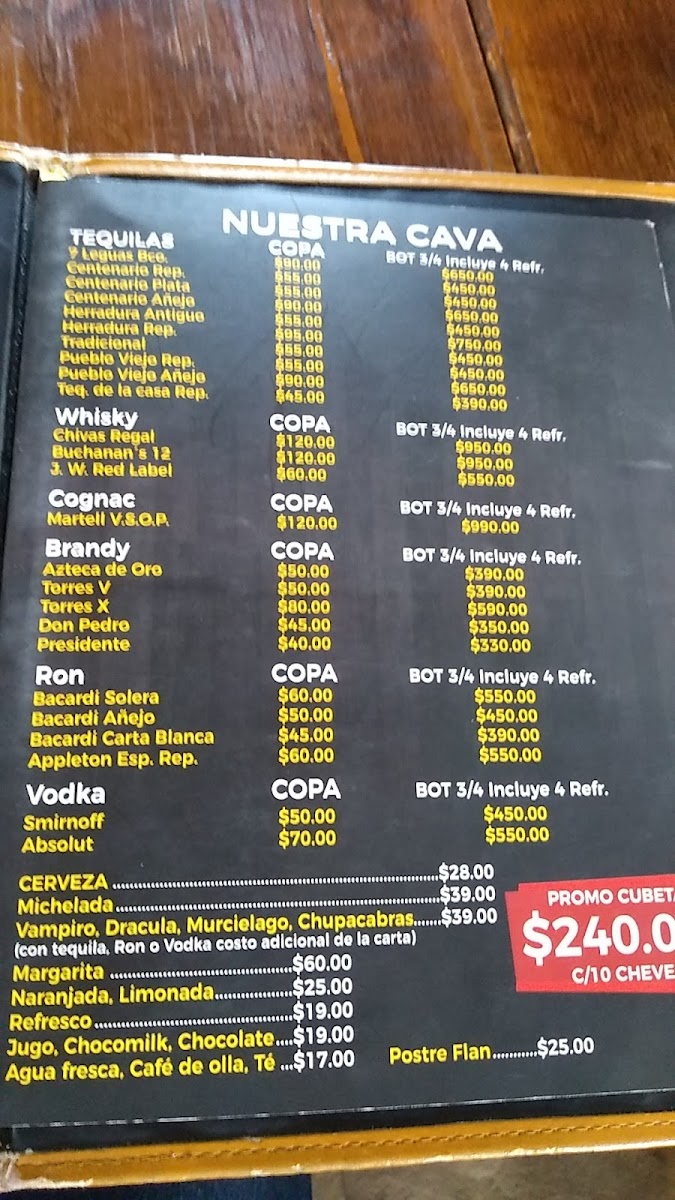 NUESTRA CAVA
TEQUILAS COPA BOT 3/4 Incluye 4 Refr.
7 Leguas Bco. $90.00 $650.00
Centenario Rep. $55.00 $450.00
Centenario Plata $55.00 $450.00
Centenario Añejo $90.00 $650.00
Herradura Antiguo $55.00 $450.00
Herradura Rep. $95.00 $750.00
Tradicional $55.00 $450.00
Pueblo Viejo Rep. $55.00 $450.00
Pueblo Viejo Añejo $90.00 $650.00
Teq. de la casa Rep. $45.00 $390.00
Whisky COPA BOT 3/4 Incluye 4 Refr.
Chivas Regal $120.00 $950.00
Buchanan's 12 $120.00 $950.00
J. W. Red Label $60.00 $550.00
Cognac COPA BOT 3/4 Incluye 4 Refr.
Martell V.S.O.P. $120.00 $990.00
Brandy COPA BOT 3/4 Incluye 4 Refr.
Azteca de Oro $50.00 $390.00
Torres V $50.00 $390.00
Torres X $80.00 $590.00
Don Pedro $45.00 $350.00
Presidente $40.00 $330.00
Ron COPA BOT 3/4 Incluye 4 Refr.
Bacardi Solera $60.00 $550.00
Bacardi Añejo $50.00 $450.00
Bacardi Carta Blanca $45.00 $390.00
Appleton Esp. Rep. $60.00 $550.00
Vodka COPA BOT 3/4 Incluye 4 Refr.
Smirnoff $50.00 $450.00
Absolut $70.00 $550.00
CERVEZA ........ $28.00
Michelada ........ $39.00
Vampiro, Dracula, Murcielago, Chupacabras...... $39.00
(con tequila, Ron o Vodka costo adicional de la carta)
Margarita ........ $60.00
Naranjada, Limonada........ $25.00
Refresco........ $19.00
Jugo, Chocomilk, Chocolate.... $19.00
Agua fresca, Café de olla, Té ... $17.00
Postre Flan........... $25.00
PROMO CUBETA
$240.0
C/10 CHEVE